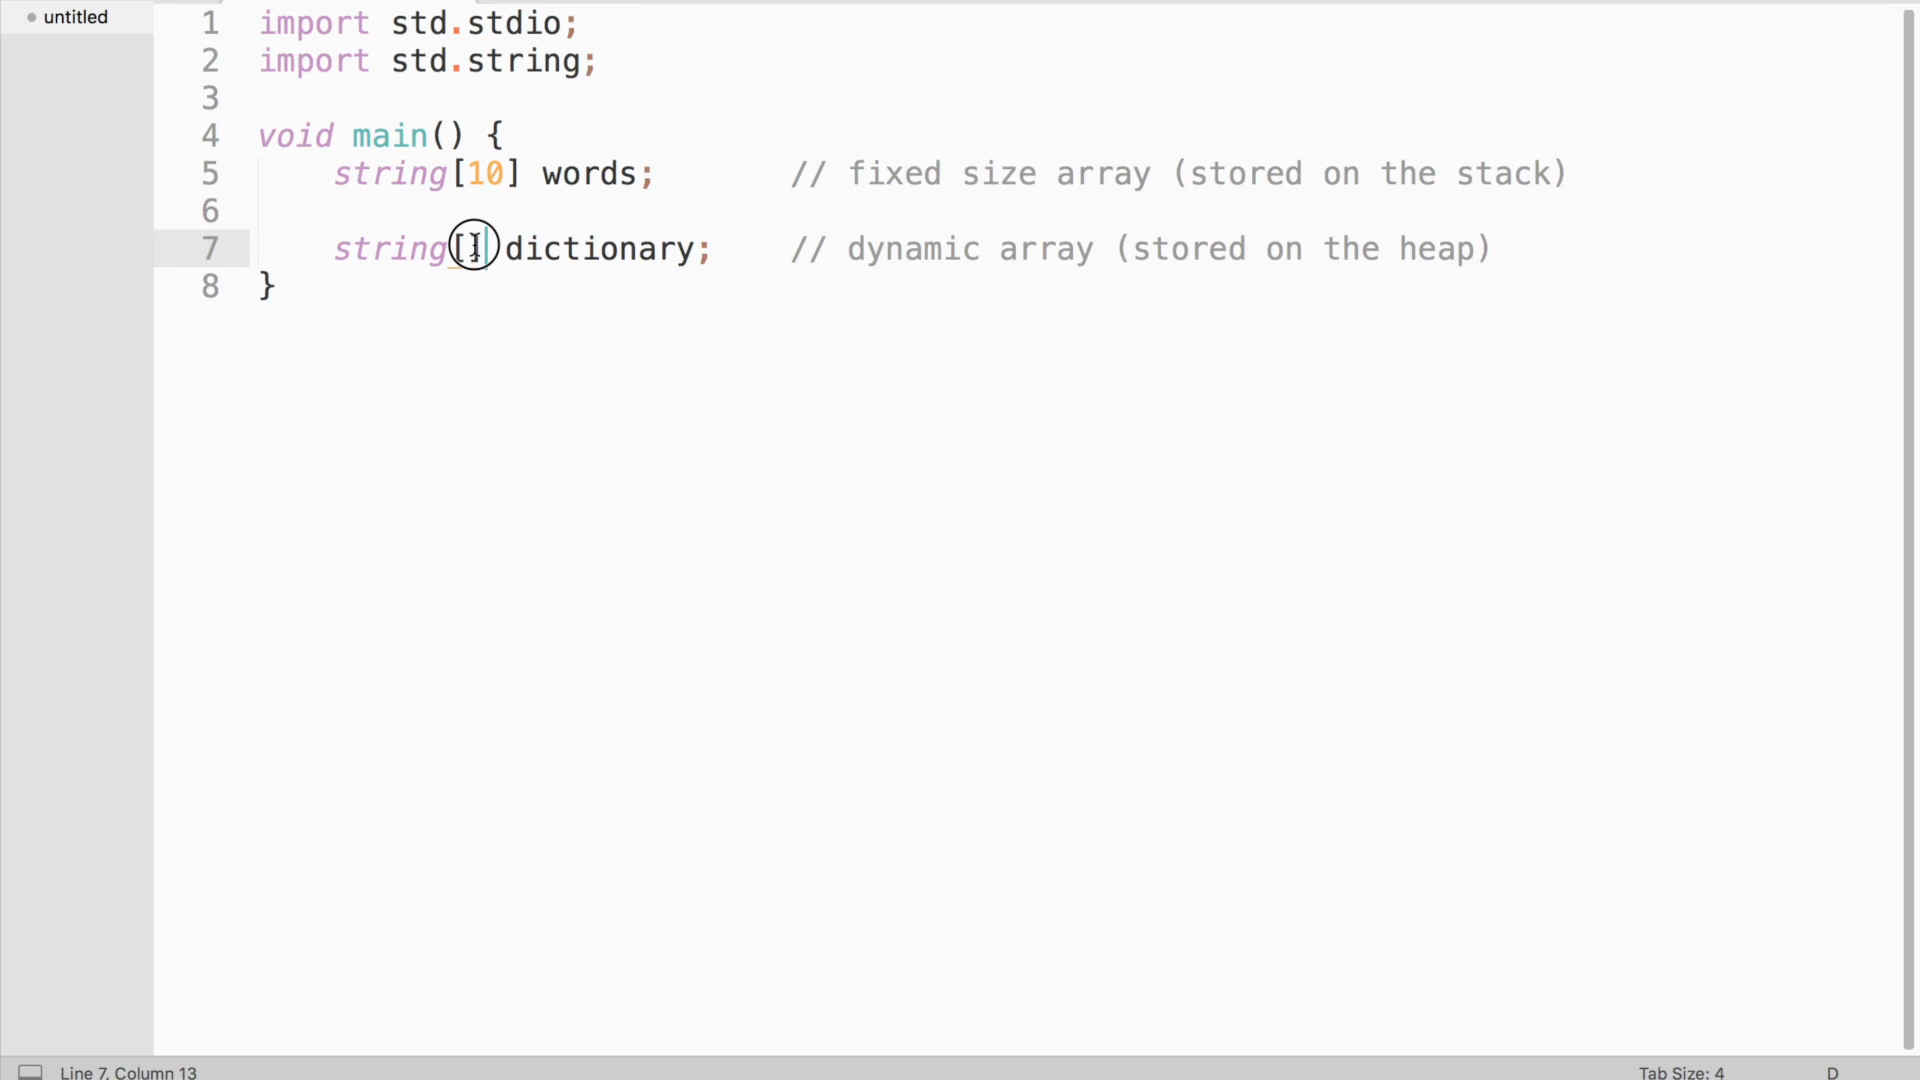 untitled
1 import std.stdio;
2 import std.string;
3
4 void main() {
5 string[10] words; // fixed size array (stored on the stack)
6
7 string[] dictionary; // dynamic array (stored on the heap)
8 }
Line 7, Column 13 Tab Size: 4 D